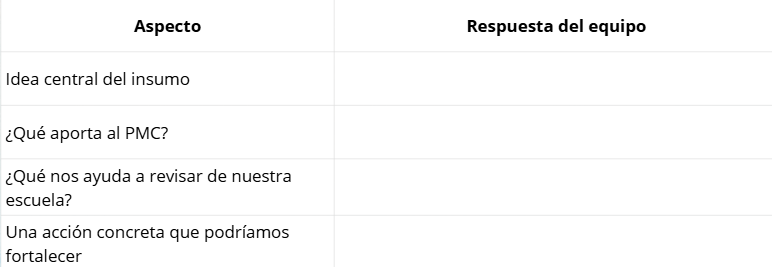 Aspecto
Respuesta del equipo
Idea central del insumo
¿Qué aporta al PMC?
¿Qué nos ayuda a revisar de nuestra
escuela?
Una acción concreta que podríamos
fortalecer